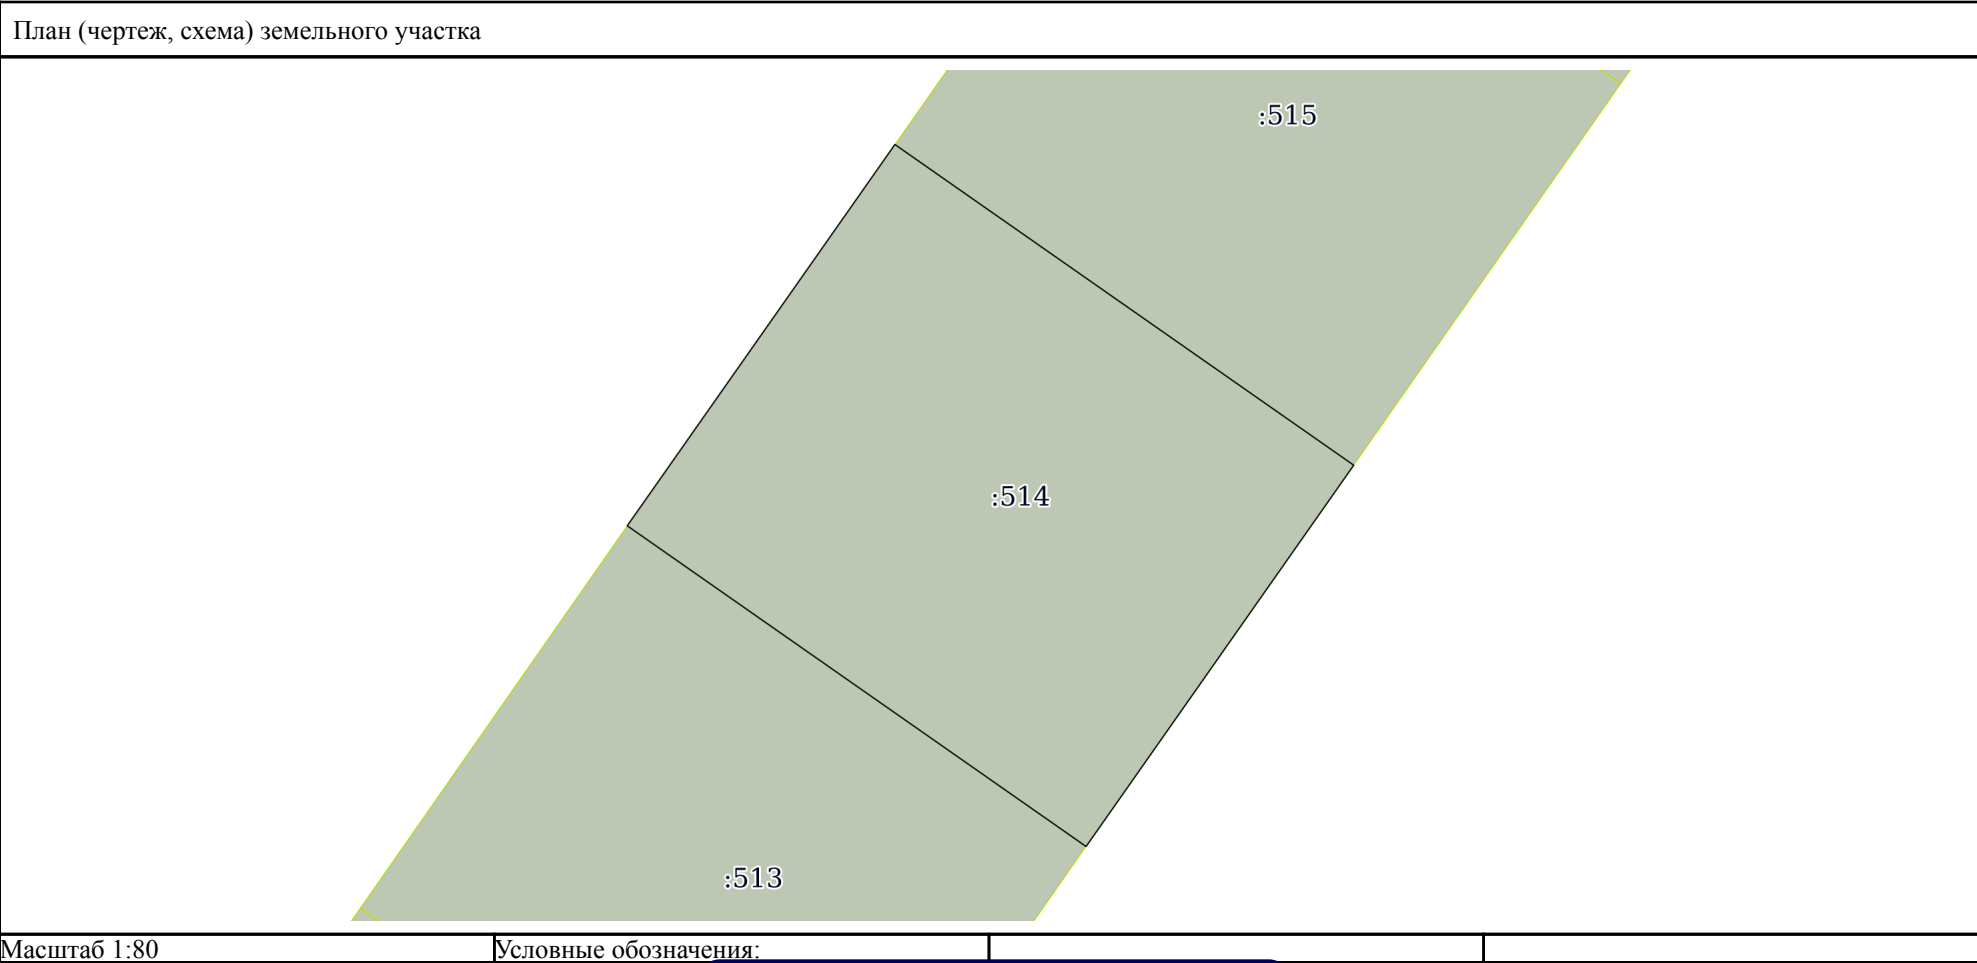 План (чертеж, схема) земельного участка
:515
:514
:513
Масштаб 1:80
Условные обозначения: